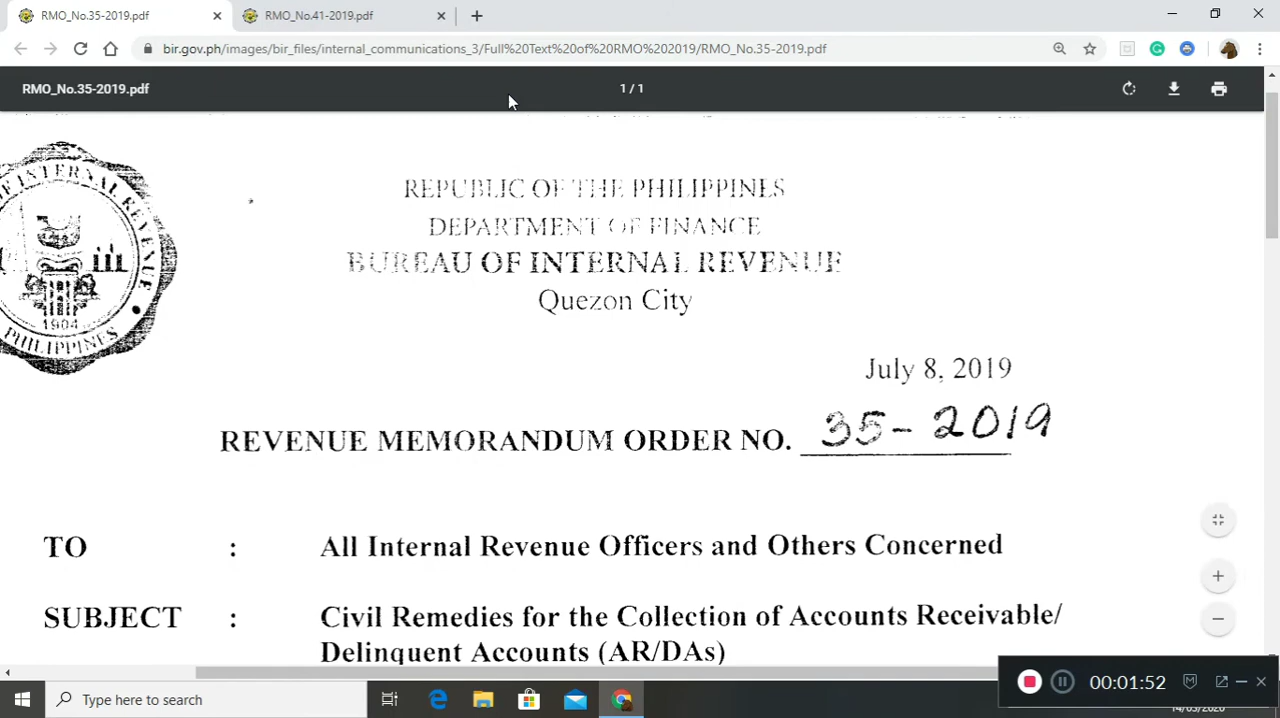 RMO_No.35-2019.pdf
RMO_No.41-2019.pdf
bir.gov.ph/images/bir_files/internal_communications_3/Full%20Text%20of%20RMO%202019/RMO_No.35-2019.pdf
RMO_No.35-2019.pdf
1 / 1
REPUBLIC OF THE PHILIPPINES
DEPARTMENT OF FINANCE
BUREAU OF INTERNAL REVENUE
Quezon City
INTERNAL REVENUE
1904
PHILIPPINES
July 8, 2019
REVENUE MEMORANDUM ORDER NO. 35-2019
TO : All Internal Revenue Officers and Others Concerned
SUBJECT : Civil Remedies for the Collection of Accounts Receivable/
Delinquent Accounts (AR/DAs)
00:01:52
Type here to search